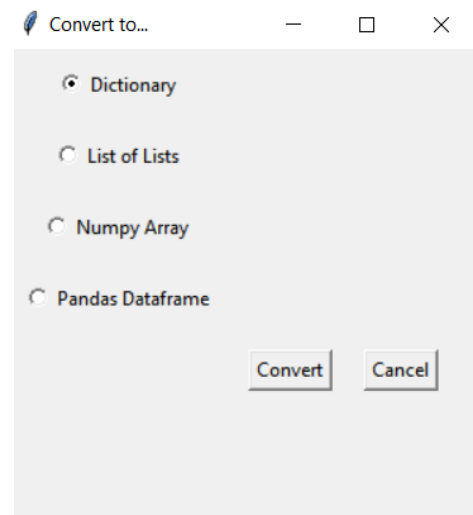 Convert to...
Dictionary
List of Lists
Numpy Array
Pandas Dataframe
Convert Cancel